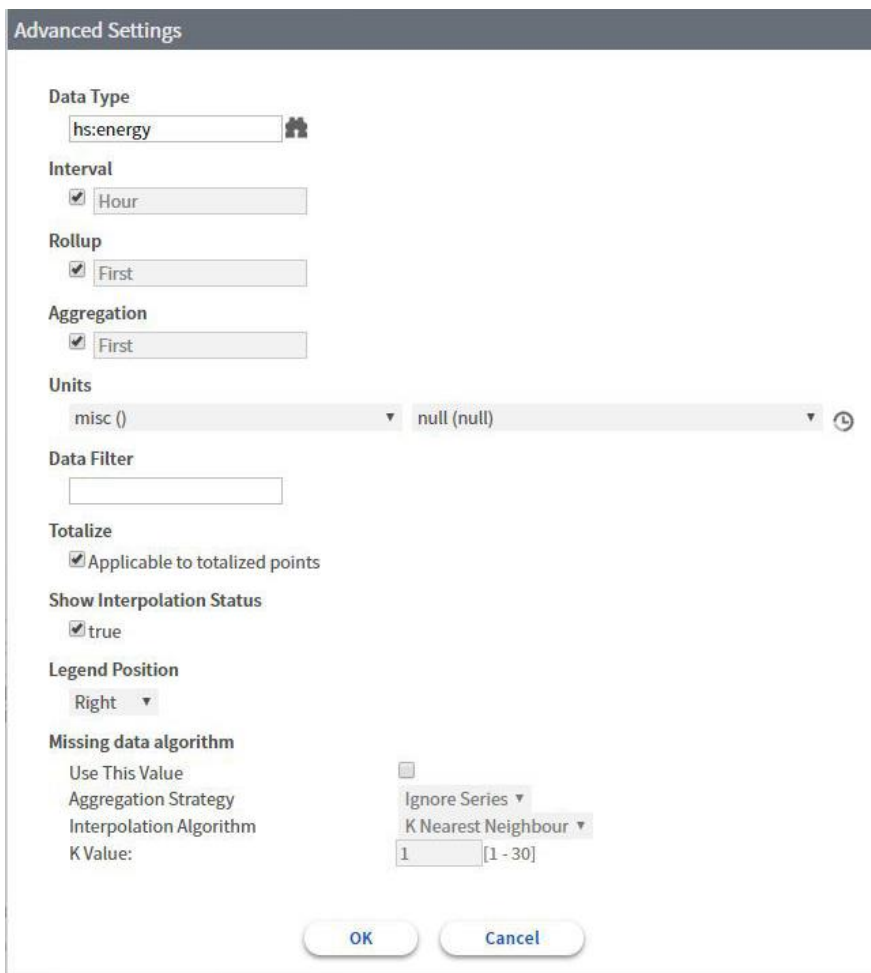 Advanced Settings
Data Type
hs:energy
Interval
Hour
Rollup
First
Aggregation
First
Units
misc () null (null)
Data Filter
Totalize
Applicable to totalized points
Show Interpolation Status
true
Legend Position
Right
Missing data algorithm
Use This Value
Aggregation Strategy Ignore Series
Interpolation Algorithm K Nearest Neighbour
K Value: 1 [1 - 30]
OK Cancel